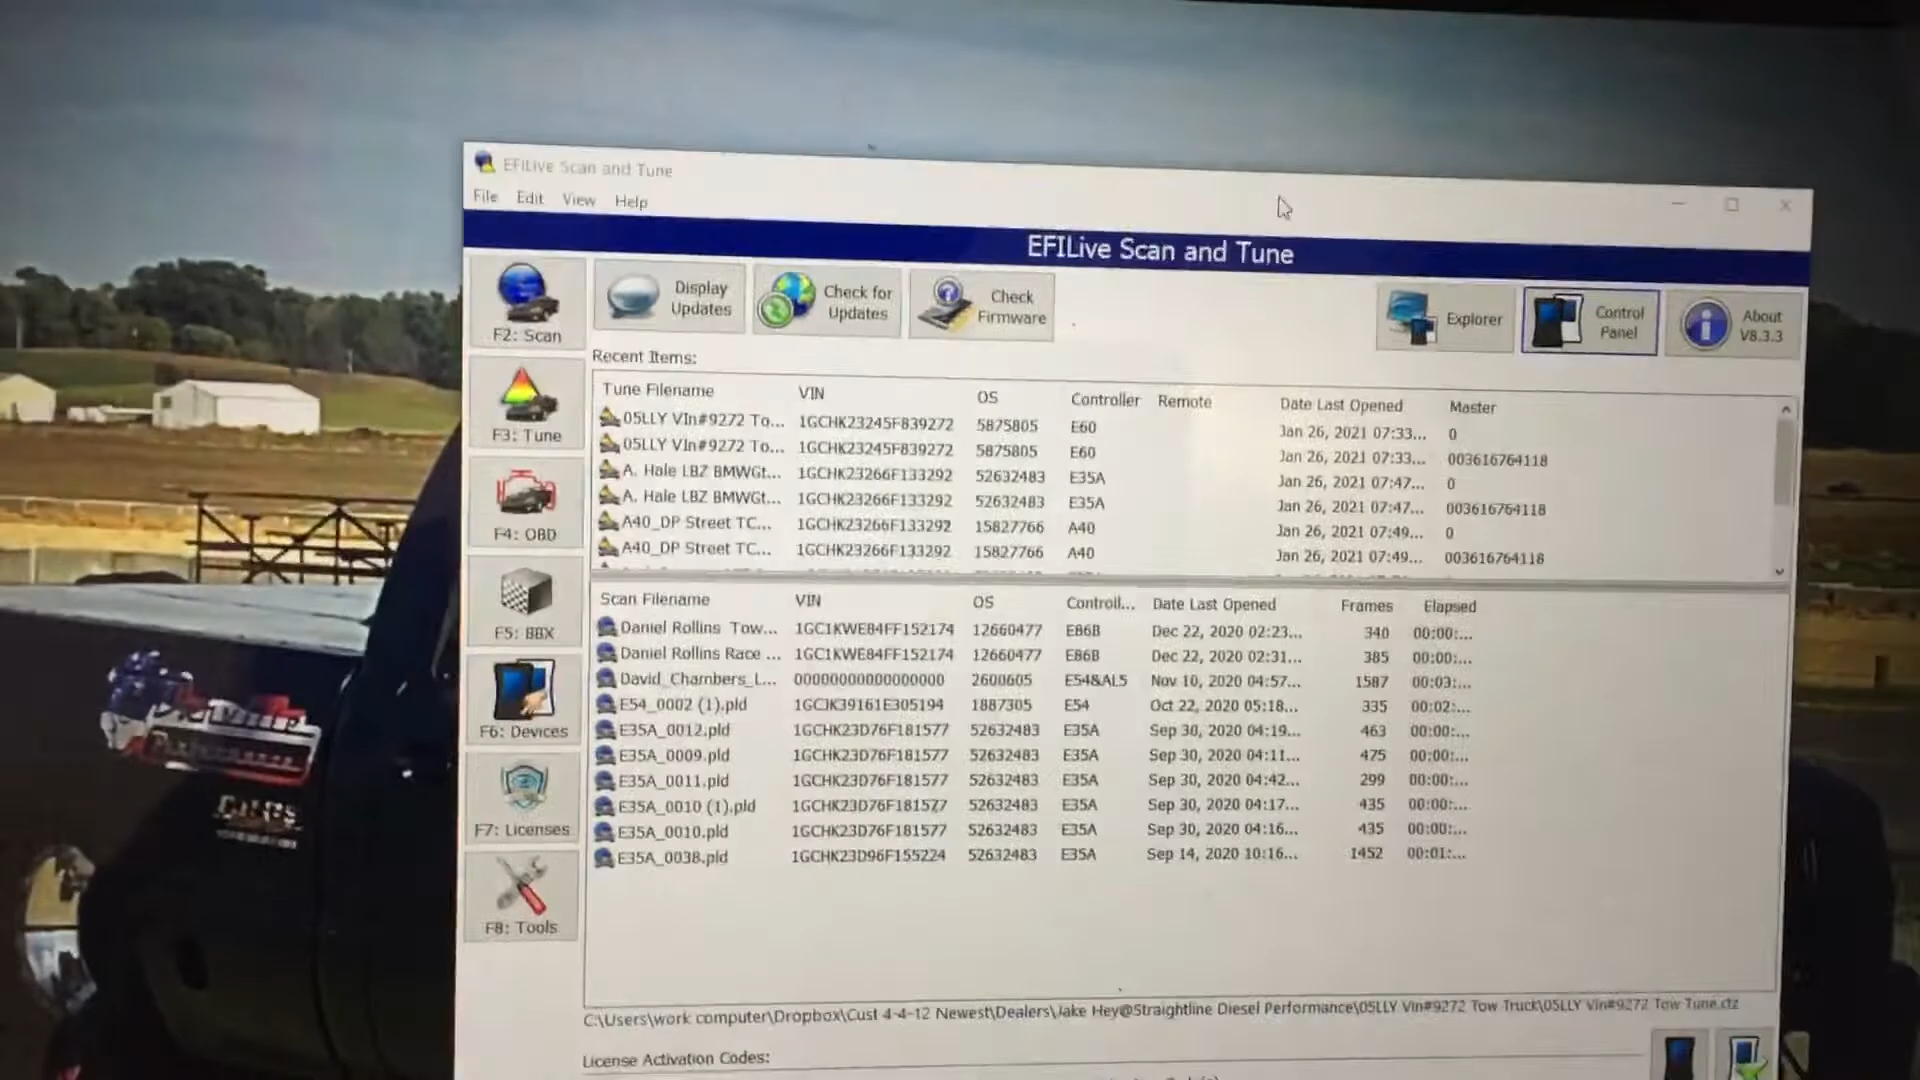 EFILive Scan and Tune
File Edit View Help
EFILive Scan and Tune
F2: Scan
F3: Tune
F4: OBD
F5: BBX
F6: Devices
F7: Licenses
F8: Tools
Display Updates
Check for Updates
Check Firmware
Explorer
Control Panel
About V8.3.3
Recent Items:
Tune Filename VIN OS Controller Remote Date Last Opened Master
05LLY VIn#9272 To... 1GCHK23245F839272 5875805 E60 Jan 26, 2021 07:33... 0
05LLY VIn#9272 To... 1GCHK23245F839272 5875805 E60 Jan 26, 2021 07:33... 003616764118
A. Hale LBZ BMWGt... 1GCHK23266F133292 52632483 E35A Jan 26, 2021 07:47... 0
A. Hale LBZ BMWGt... 1GCHK23266F133292 52632483 E35A Jan 26, 2021 07:47... 003616764118
A40_DP Street TC... 1GCHK23266F133292 15827766 A40 Jan 26, 2021 07:49... 0
A40_DP Street TC... 1GCHK23266F133292 15827766 A40 Jan 26, 2021 07:49... 003616764118
Scan Filename VIN OS Controll... Date Last Opened Frames Elapsed
Daniel Rollins Tow... 1GC1KWE84FF152174 12660477 E86B Dec 22, 2020 02:23... 340 00:00:...
Daniel Rollins Race ... 1GC1KWE84FF152174 12660477 E86B Dec 22, 2020 02:31... 385 00:00:...
David_Chambers_L... 00000000000000000 2600605 E54&AL5 Nov 10, 2020 04:57... 1587 00:03:...
E54_0002 (1).pld 1GCJK39161E305194 1887305 E54 Oct 22, 2020 05:18... 335 00:02:...
E35A_0012.pld 1GCHK23D76F181577 52632483 E35A Sep 30, 2020 04:19... 463 00:00:...
E35A_0009.pld 1GCHK23D76F181577 52632483 E35A Sep 30, 2020 04:11... 475 00:00:...
E35A_0011.pld 1GCHK23D76F181577 52632483 E35A Sep 30, 2020 04:42... 299 00:00:...
E35A_0010 (1).pld 1GCHK23D76F181577 52632483 E35A Sep 30, 2020 04:17... 435 00:00:...
E35A_0010.pld 1GCHK23D76F181577 52632483 E35A Sep 30, 2020 04:16... 435 00:00:...
E35A_0038.pld 1GCHK23D96F155224 52632483 E35A Sep 14, 2020 10:16... 1452 00:01:...
C:\Users\work computer\Dropbox\Cust 4-4-12 Newest\Dealers\Jake Hey@Straightline Diesel Performance\05LLY Vin#9272 Tow Truck\05LLY Vin#9272 Tow Tune.ctz
License Activation Codes: